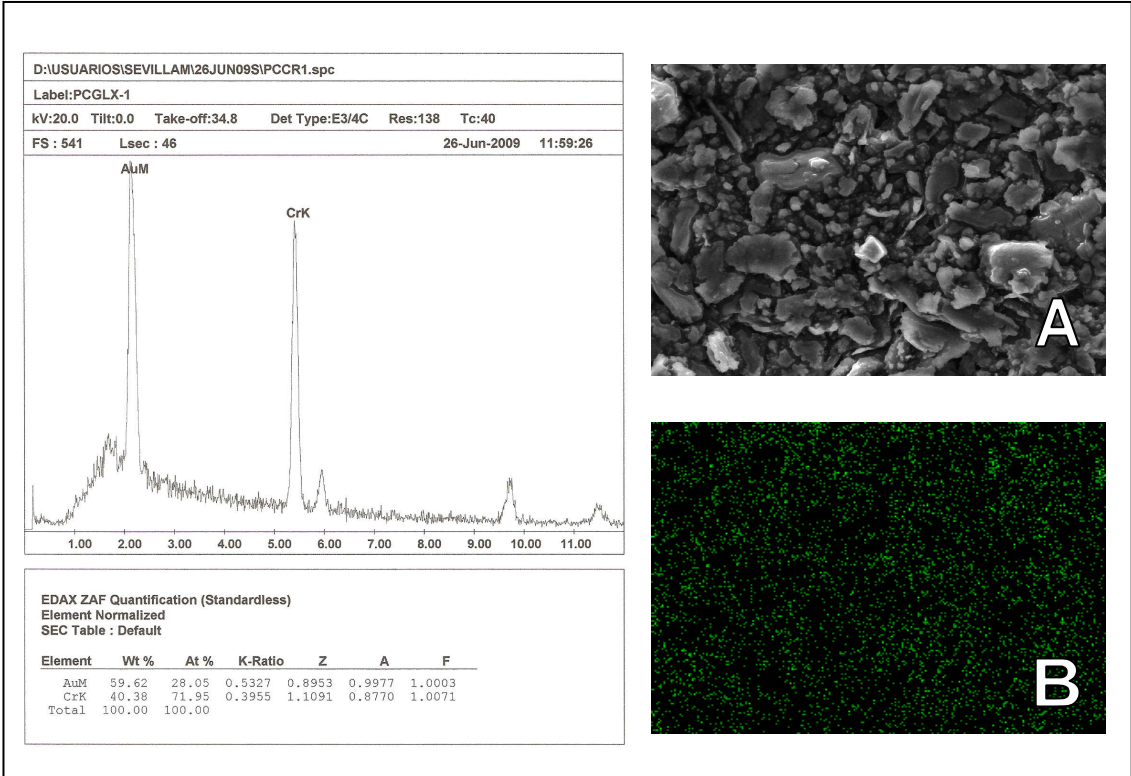 D:\USUARIOS\SEVILLAM\26JUN09S\PCCR1.spc
Label:PCGLX-1
kV:20.0 Tilt:0.0 Take-off:34.8 Det Type:E3/4C Res:138 Tc:40
FS : 541 Lsec : 46 26-Jun-2009 11:59:26
AuM
CrK
1.00 2.00 3.00 4.00 5.00 6.00 7.00 8.00 9.00 10.00 11.00
EDAX ZAF Quantification (Standardless)
Element Normalized
SEC Table : Default
Element Wt % At % K-Ratio Z A F
AuM 59.62 28.05 0.5327 0.8953 0.9977 1.0003
CrK 40.38 71.95 0.3955 1.1091 0.8770 1.0071
Total 100.00 100.00
A
B